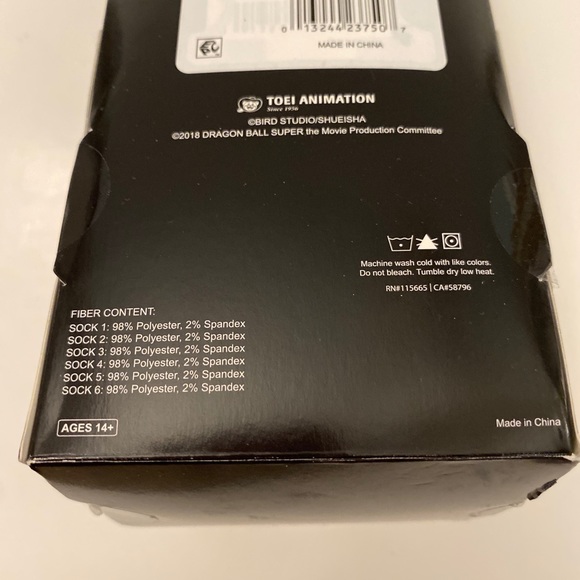 0 13244 23750 7
MADE IN CHINA
TOEI ANIMATION
Since 1956
©BIRD STUDIO/SHUEISHA
©2018 DRAGON BALL SUPER the Movie Production Committee
Machine wash cold with like colors.
Do not bleach. Tumble dry low heat.
RN#115665 | CA#58796
FIBER CONTENT:
SOCK 1: 98% Polyester, 2% Spandex
SOCK 2: 98% Polyester, 2% Spandex
SOCK 3: 98% Polyester, 2% Spandex
SOCK 4: 98% Polyester, 2% Spandex
SOCK 5: 98% Polyester, 2% Spandex
SOCK 6: 98% Polyester, 2% Spandex
AGES 14+
Made in China